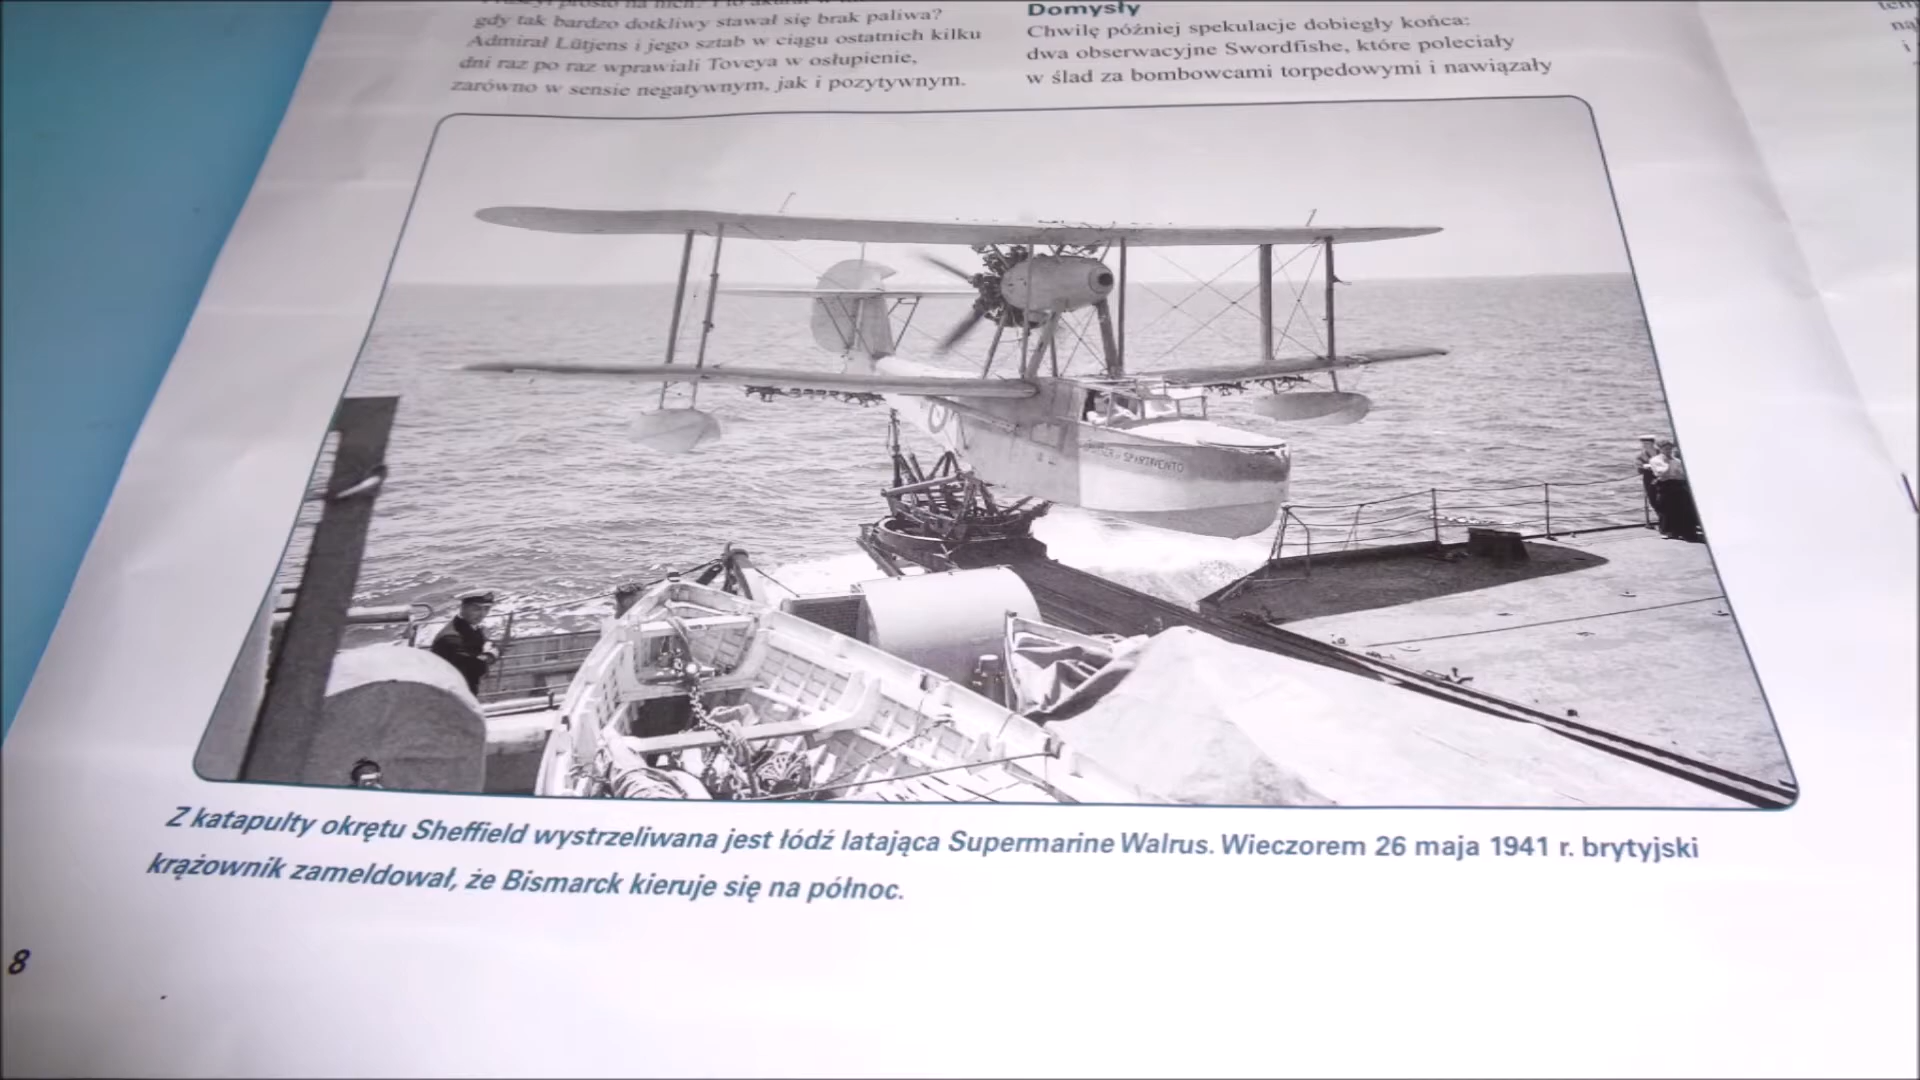 gdy tak bardzo dotkliwy stawał się brak paliwa?
Admirał Lütjens i jego sztab w ciągu ostatnich kilku
dni raz po raz wprawiali Toveya w osłupienie,
zarówno w sensie negatywnym, jak i pozytywnym.
Domysły
Chwilę później spekulacje dobiegły końca:
dwa obserwacyjne Swordfishe, które poleciały
w ślad za bombowcami torpedowymi i nawiązały
SPARTIVENTO
Z katapulty okrętu Sheffield wystrzeliwana jest łódź latająca Supermarine Walrus. Wieczorem 26 maja 1941 r. brytyjski
krążownik zameldował, że Bismarck kieruje się na północ.
8